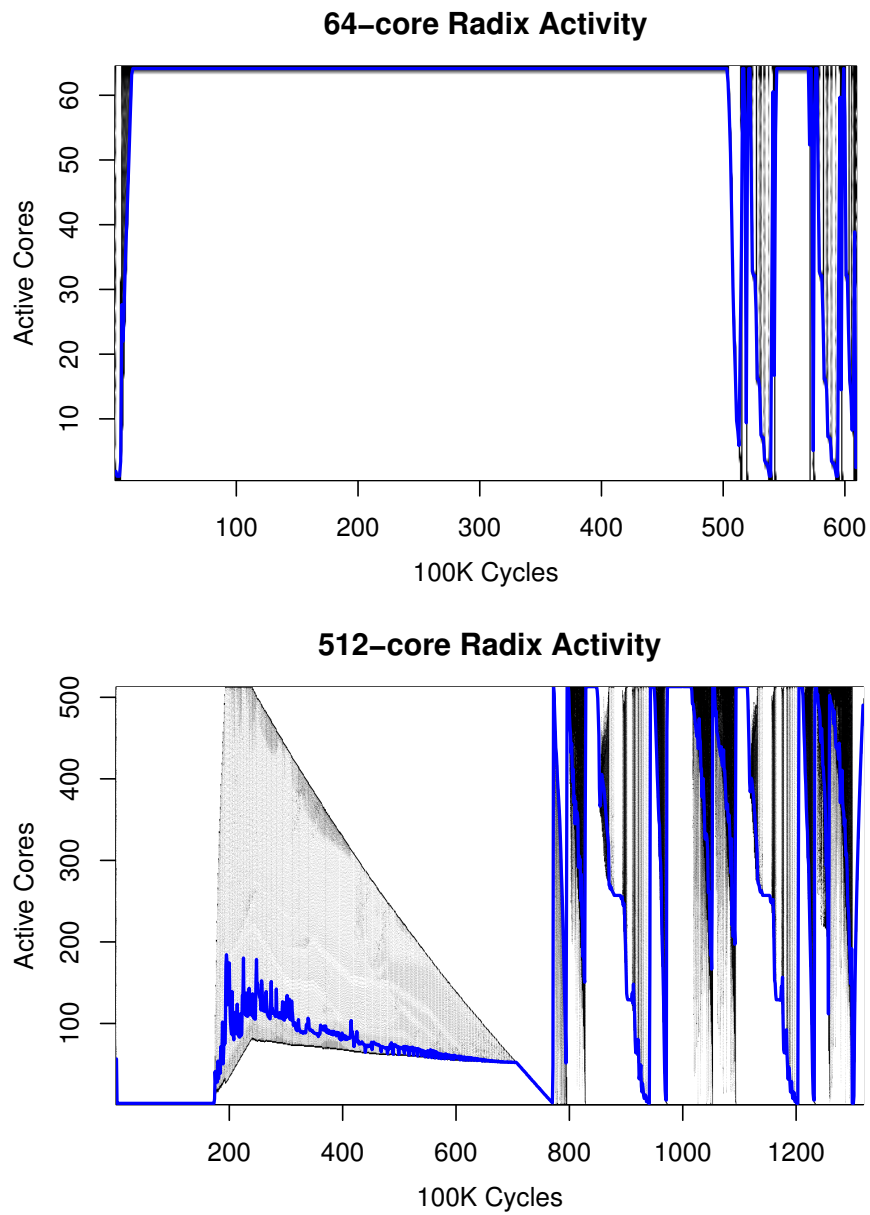 64−core Radix Activity
60
50
40
30
20
10
Active Cores
100 200 300 400 500 600
100K Cycles
512−core Radix Activity
500
400
300
200
100
Active Cores
200 400 600 800 1000 1200
100K Cycles